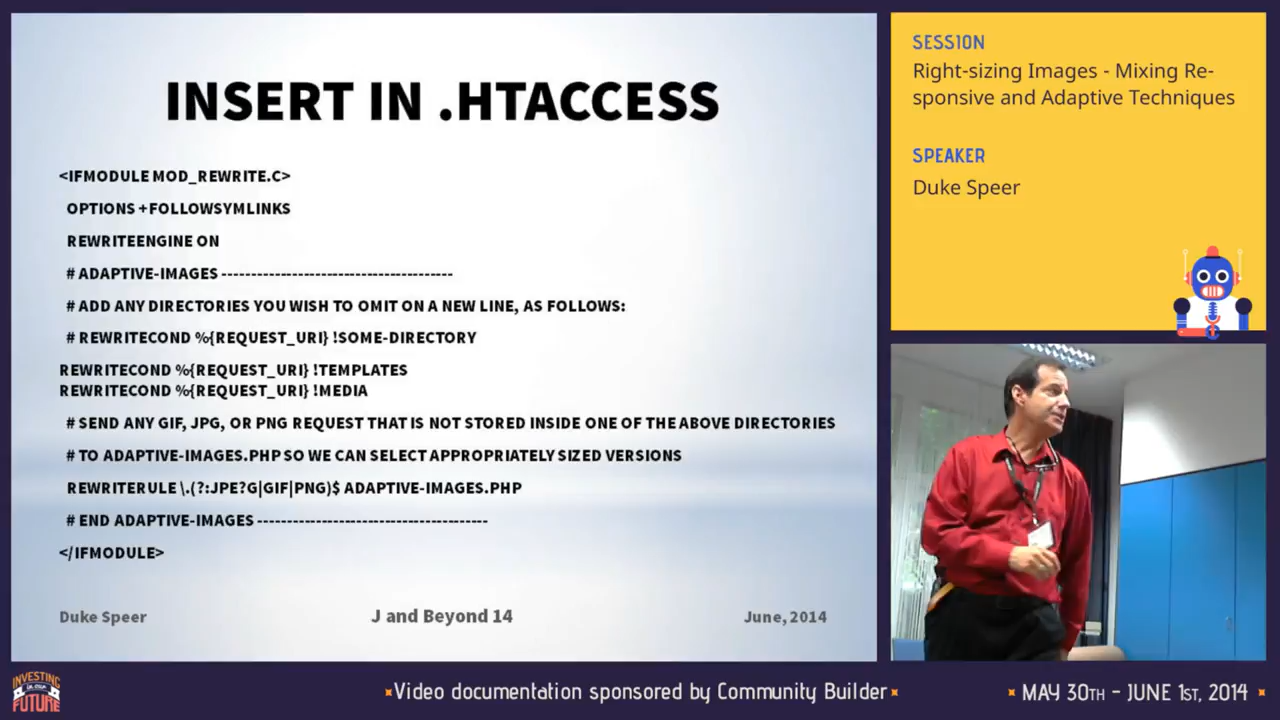 INSERT IN .HTACCESS
<IFMODULE MOD_REWRITE.C>
OPTIONS +FOLLOWSYMLINKS
REWRITEENGINE ON
# ADAPTIVE-IMAGES ---------------------------------------
# ADD ANY DIRECTORIES YOU WISH TO OMIT ON A NEW LINE, AS FOLLOWS:
# REWRITECOND %{REQUEST_URI} !SOME-DIRECTORY
REWRITECOND %{REQUEST_URI} !TEMPLATES
REWRITECOND %{REQUEST_URI} !MEDIA
# SEND ANY GIF, JPG, OR PNG REQUEST THAT IS NOT STORED INSIDE ONE OF THE ABOVE DIRECTORIES
# TO ADAPTIVE-IMAGES.PHP SO WE CAN SELECT APPROPRIATELY SIZED VERSIONS
REWRITERULE \.(?:JPE?G|GIF|PNG)$ ADAPTIVE-IMAGES.PHP
# END ADAPTIVE-IMAGES ---------------------------------------
</IFMODULE>
Duke Speer
J and Beyond 14
June, 2014
SESSION
Right-sizing Images - Mixing Re-
sponsive and Adaptive Techniques
SPEAKER
Duke Speer
INVESTING
IN OUR
FUTURE
Video documentation sponsored by Community Builder
MAY 30TH - JUNE 1ST, 2014